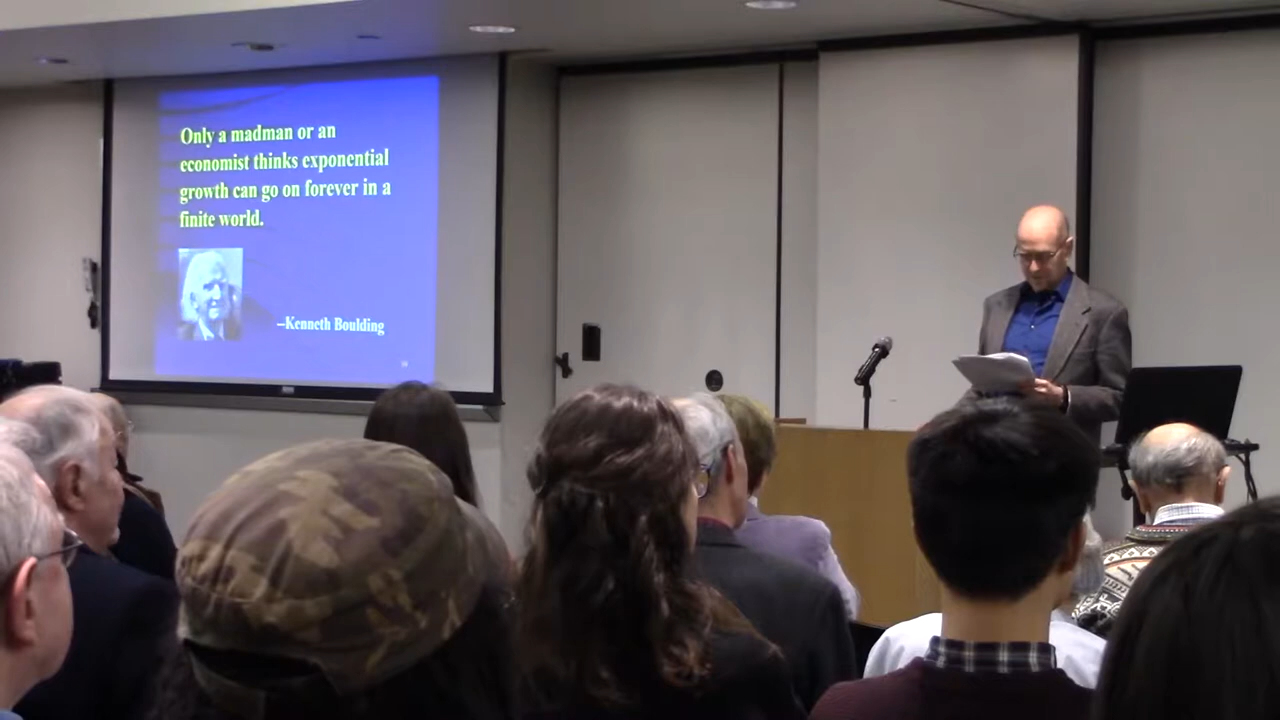 Only a madman or an
economist thinks exponential
growth can go on forever in a
finite world.
–Kenneth Boulding